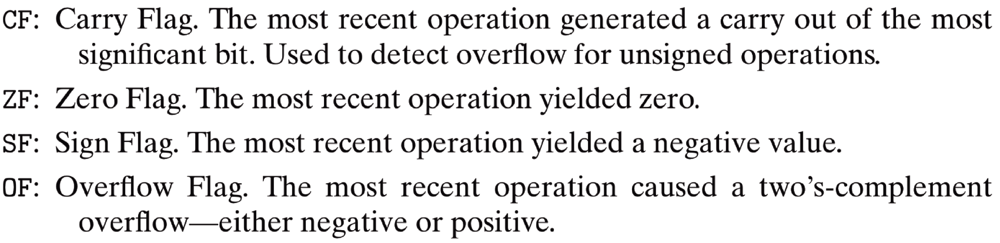 CF: Carry Flag. The most recent operation generated a carry out of the most
significant bit. Used to detect overflow for unsigned operations.
ZF: Zero Flag. The most recent operation yielded zero.
SF: Sign Flag. The most recent operation yielded a negative value.
OF: Overflow Flag. The most recent operation caused a two’s-complement
overflow—either negative or positive.